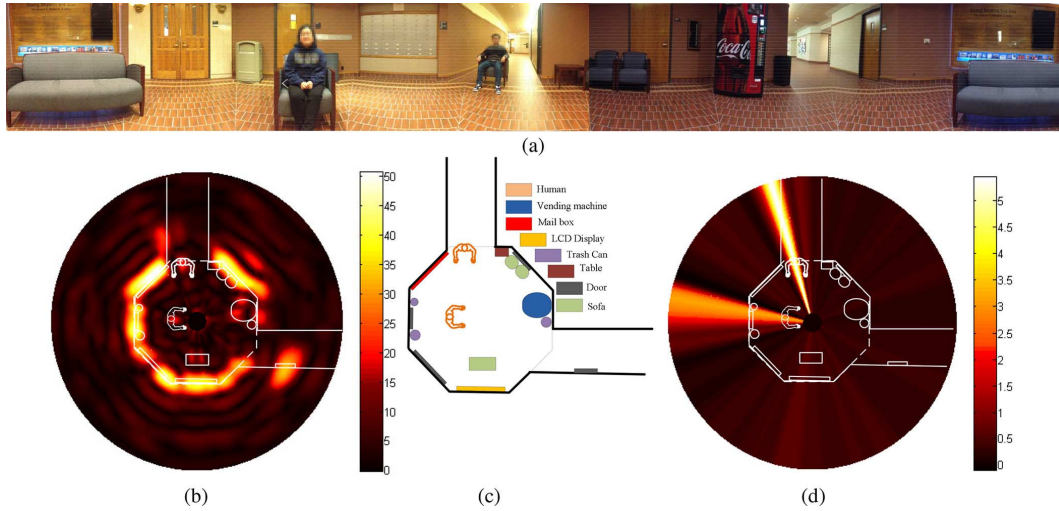 Coca-Cola
(a)
50
45
40
35
30
25
20
15
10
5
0
Human
Vending machine
Mail box
LCD Display
Trash Can
Table
Door
Sofa
5
4.5
4
3.5
3
2.5
2
1.5
1
0.5
0
(b)
(c)
(d)